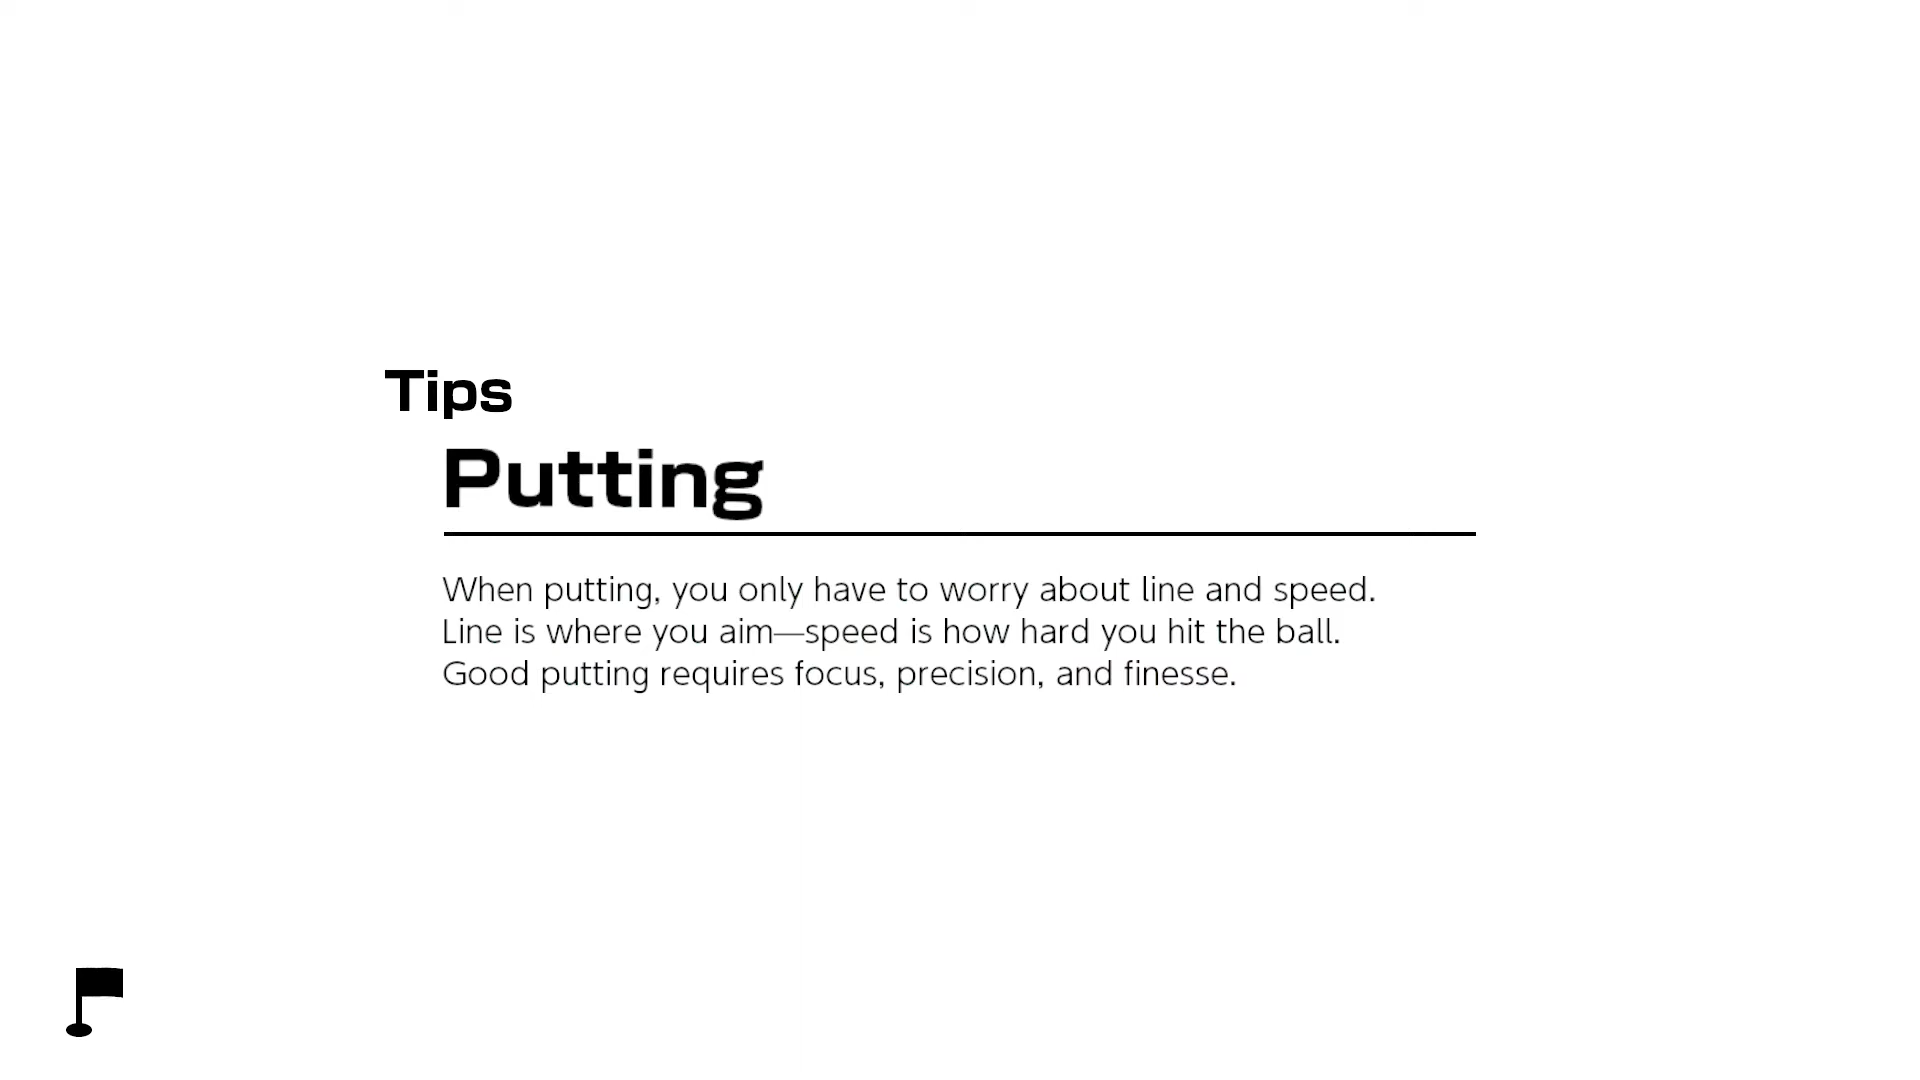 Tips
Putting
When putting, you only have to worry about line and speed.
Line is where you aim—speed is how hard you hit the ball.
Good putting requires focus, precision, and finesse.